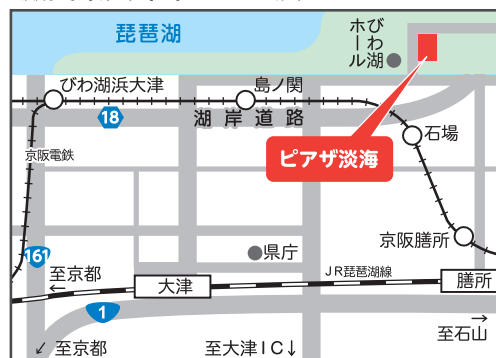 琵琶湖
びわ湖
ホール
びわ湖浜大津
島ノ関
18
湖岸道路
石場
京阪電鉄
ピアザ淡海
京阪膳所
161
県庁
至京都
←
JR琵琶湖線
大津
膳所
1
→
至石山
↙至京都
至大津IC↓